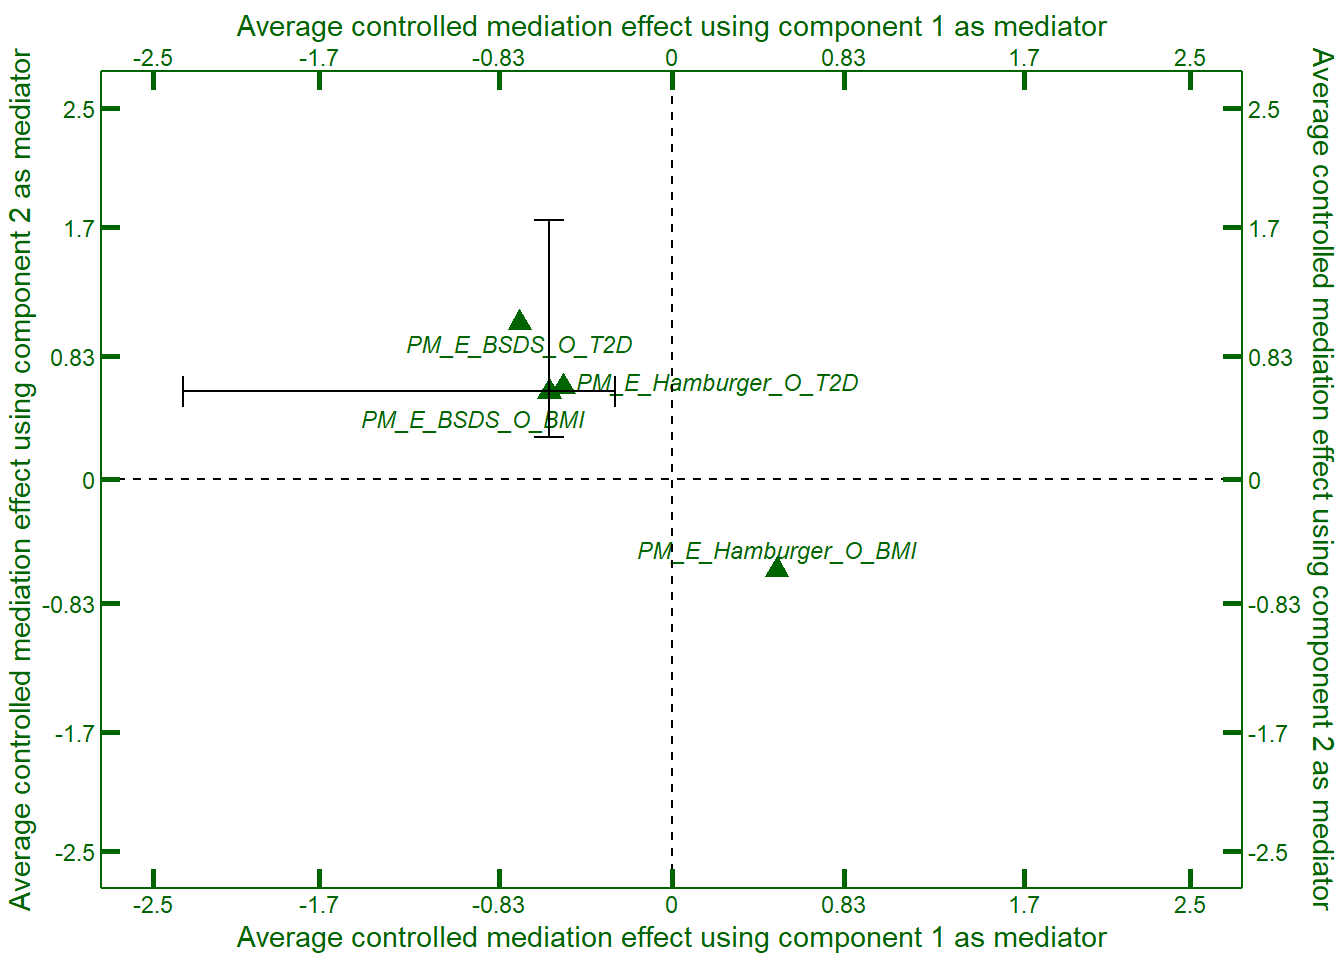 Average controlled mediation effect using component 1 as mediator
-2.5 -1.7 -0.83 0 0.83 1.7 2.5
Average controlled mediation effect using component 2 as mediator
2.5
1.7
0.83
0
-0.83
-1.7
-2.5
PM_E_BSDS_O_T2D
PM_E_Hamburger_O_T2D
PM_E_BSDS_O_BMI
PM_E_Hamburger_O_BMI
2.5
1.7
0.83
0
-0.83
-1.7
-2.5
Average controlled mediation effect using component 2 as mediator
-2.5 -1.7 -0.83 0 0.83 1.7 2.5
Average controlled mediation effect using component 1 as mediator